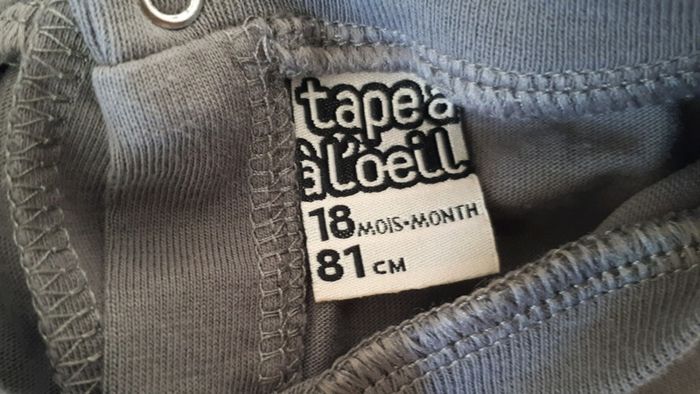 tape à
à l'oeil
18 MOIS-MONTH
81 CM